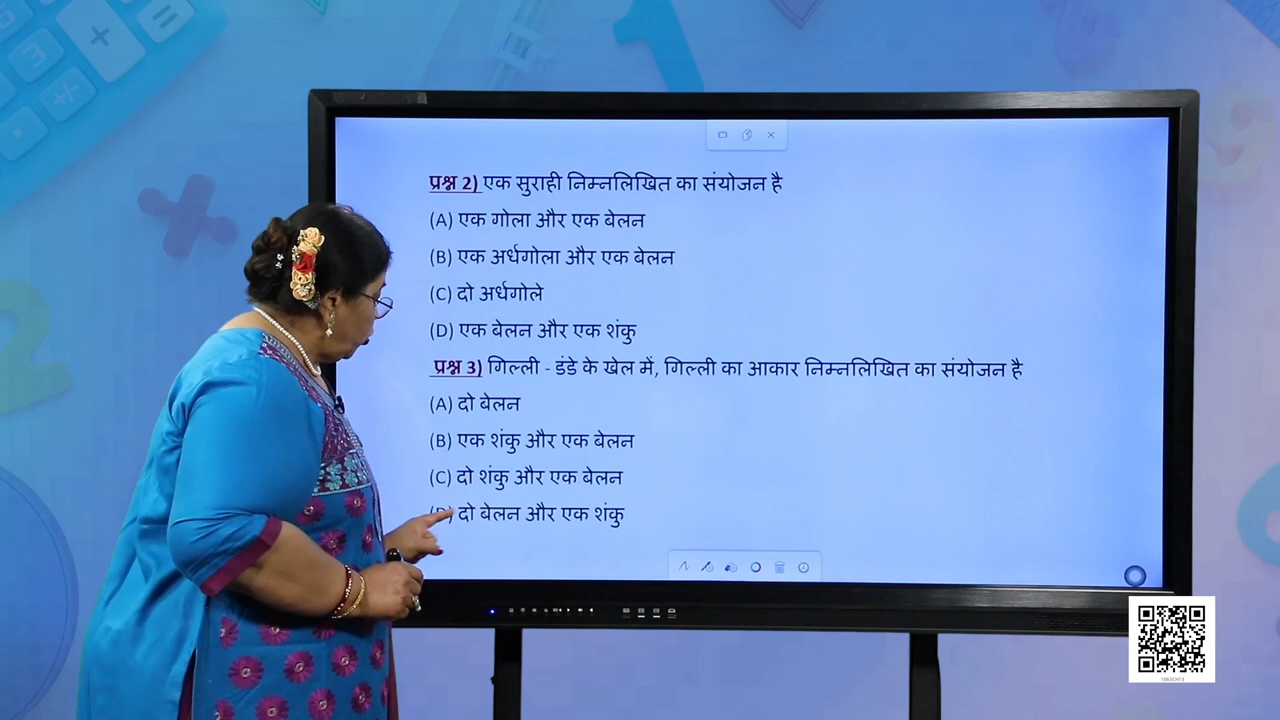 प्रश्न 2) एक सुराही निम्नलिखित का संयोजन है
(A) एक गोला और एक बेलन
(B) एक अर्धगोला और एक बेलन
(C) दो अर्धगोले
(D) एक बेलन और एक शंकु
प्रश्न 3) गिल्ली - डंडे के खेल में, गिल्ली का आकार निम्नलिखित का संयोजन है
(A) दो बेलन
(B) एक शंकु और एक बेलन
(C) दो शंकु और एक बेलन
दो बेलन और एक शंकु
1063CH13